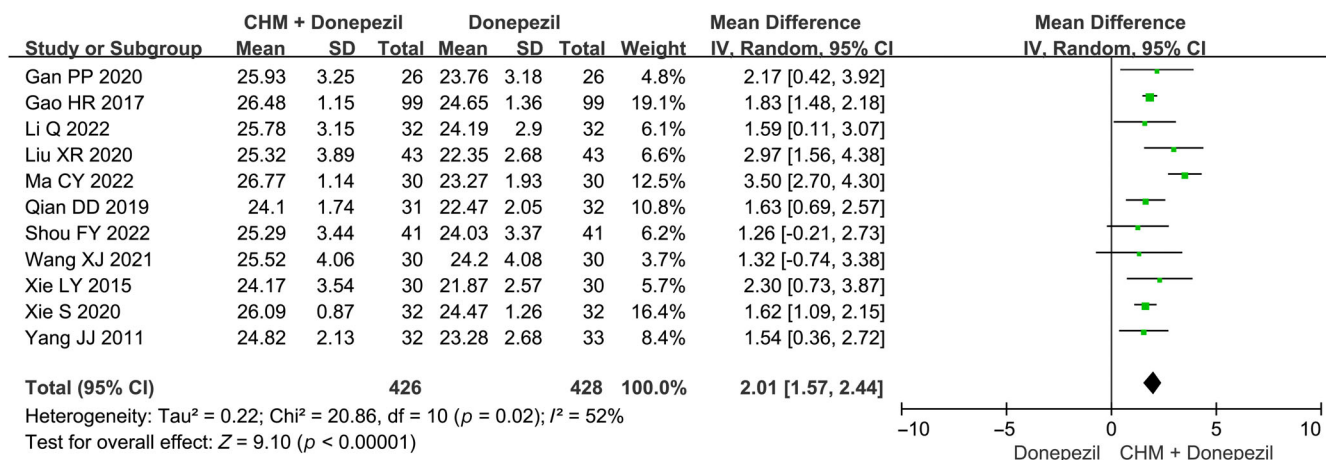 CHM + Donepezil Donepezil Mean Difference Mean Difference
Study or Subgroup Mean SD Total Mean SD Total Weight IV, Random, 95% CI IV, Random, 95% CI
Gan PP 2020 25.93 3.25 26 23.76 3.18 26 4.8% 2.17 [0.42, 3.92]
Gao HR 2017 26.48 1.15 99 24.65 1.36 99 19.1% 1.83 [1.48, 2.18]
Li Q 2022 25.78 3.15 32 24.19 2.9 32 6.1% 1.59 [0.11, 3.07]
Liu XR 2020 25.32 3.89 43 22.35 2.68 43 6.6% 2.97 [1.56, 4.38]
Ma CY 2022 26.77 1.14 30 23.27 1.93 30 12.5% 3.50 [2.70, 4.30]
Qian DD 2019 24.1 1.74 31 22.47 2.05 32 10.8% 1.63 [0.69, 2.57]
Shou FY 2022 25.29 3.44 41 24.03 3.37 41 6.2% 1.26 [-0.21, 2.73]
Wang XJ 2021 25.52 4.06 30 24.2 4.08 30 3.7% 1.32 [-0.74, 3.38]
Xie LY 2015 24.17 3.54 30 21.87 2.57 30 7.0% 2.30 [0.73, 3.87]
Xie S 2020 26.09 0.87 32 24.47 1.26 32 16.4% 1.62 [1.09, 2.15]
Yang JJ 2011 24.82 2.13 32 23.28 2.68 33 8.4% 1.54 [0.36, 2.72]
Total (95% CI) 426 428 100.0% 2.01 [1.57, 2.44]
Heterogeneity: Tau² = 0.22; Chi² = 20.86, df = 10 (p = 0.02); I² = 52%
Test for overall effect: Z = 9.10 (p < 0.00001)
−10 −5 0 5 10
Donepezil CHM + Donepezil